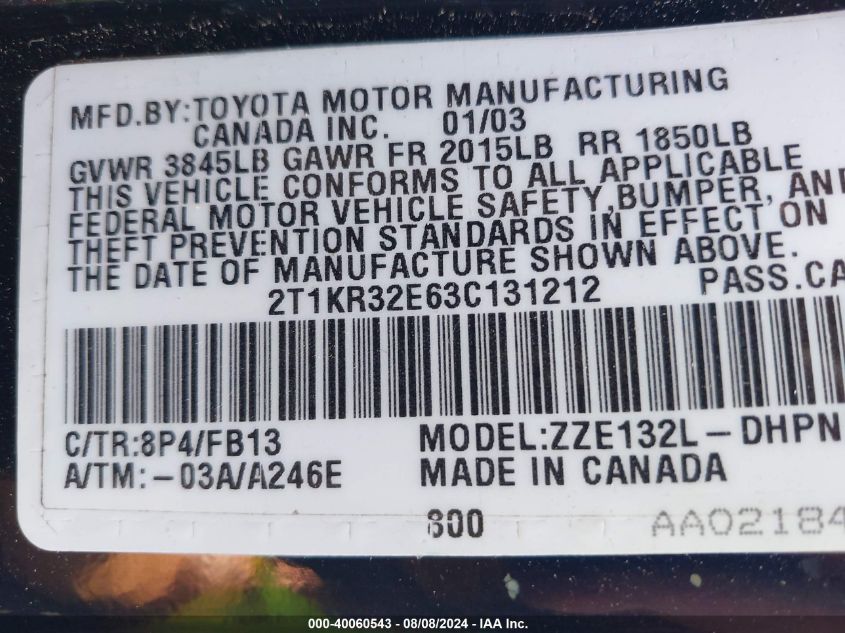 MFD.BY:TOYOTA MOTOR MANUFACTURING
CANADA INC. 01/03
GVWR 3845LB GAWR FR 2015LB RR 1850LB
THIS VEHICLE CONFORMS TO ALL APPLICABLE
FEDERAL MOTOR VEHICLE SAFETY,BUMPER, AND
THEFT PREVENTION STANDARDS IN EFFECT ON
THE DATE OF MANUFACTURE SHOWN ABOVE.
2T1KR32E63C131212 PASS.CA
C/TR:8P4/FB13 MODEL:ZZE132L-DHPN
A/TM:-03A/A246E MADE IN CANADA
800 AA02184
000-40060543 - 08/08/2024 - IAA Inc.